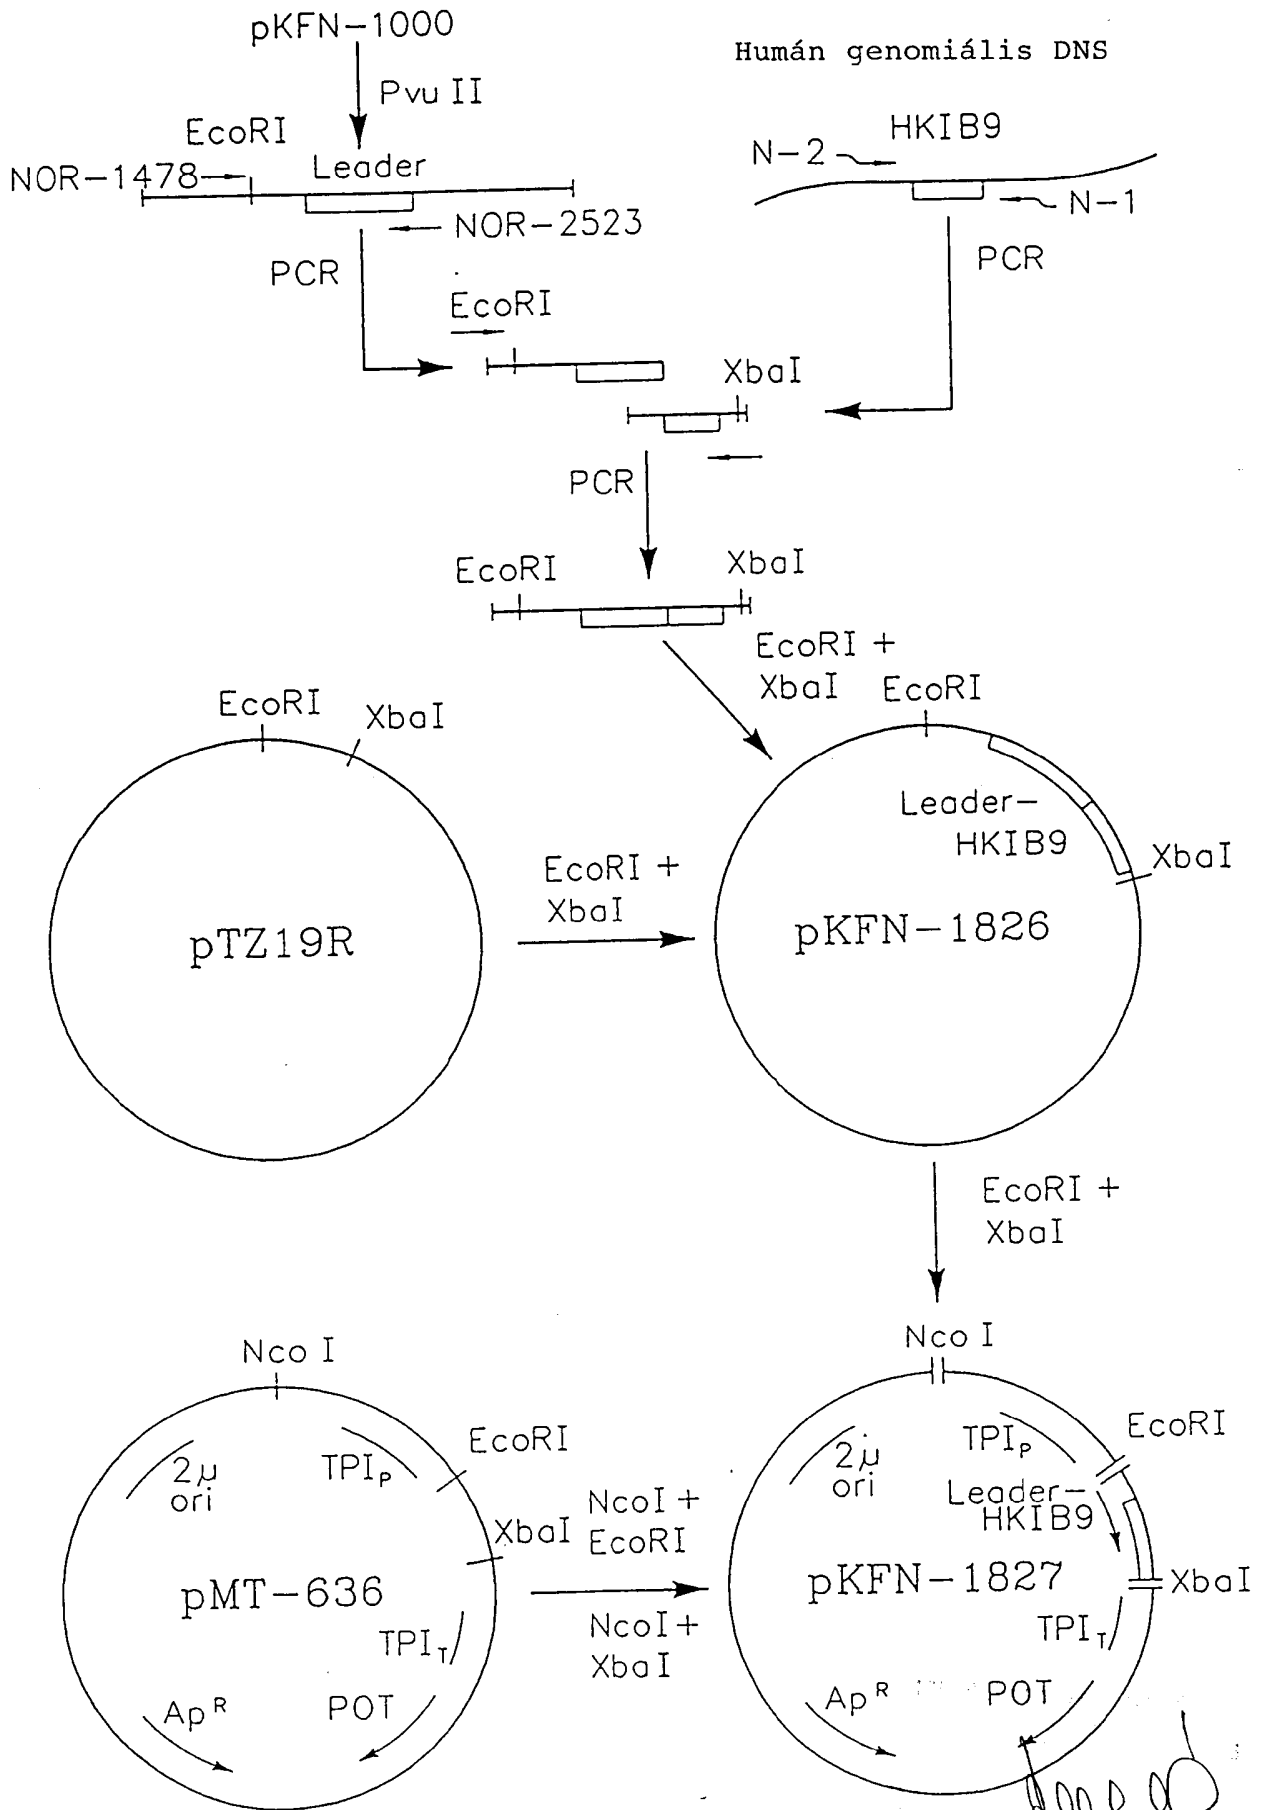 pKFN-1000
Humán genomiális DNS
Pvu II
EcoRI
HKIB9
NOR-1478
Leader
N-2
N-1
NOR-2523
PCR
PCR
EcoRI
XbaI
PCR
EcoRI
XbaI
EcoRI +
XbaI
EcoRI
XbaI
EcoRI
Leader-
HKIB9
XbaI
EcoRI +
XbaI
pTZ19R
pKFN-1826
EcoRI +
XbaI
Nco I
Nco I
EcoRI
2µ
ori
TPIP
XbaI
NcoI +
EcoRI
2µ
ori
TPIP
EcoRI
Leader-
HKIB9
pMT-636
pKFN-1827
XbaI
NcoI+
XbaI
TPIT
TPIT
ApR
POT
ApR
POT